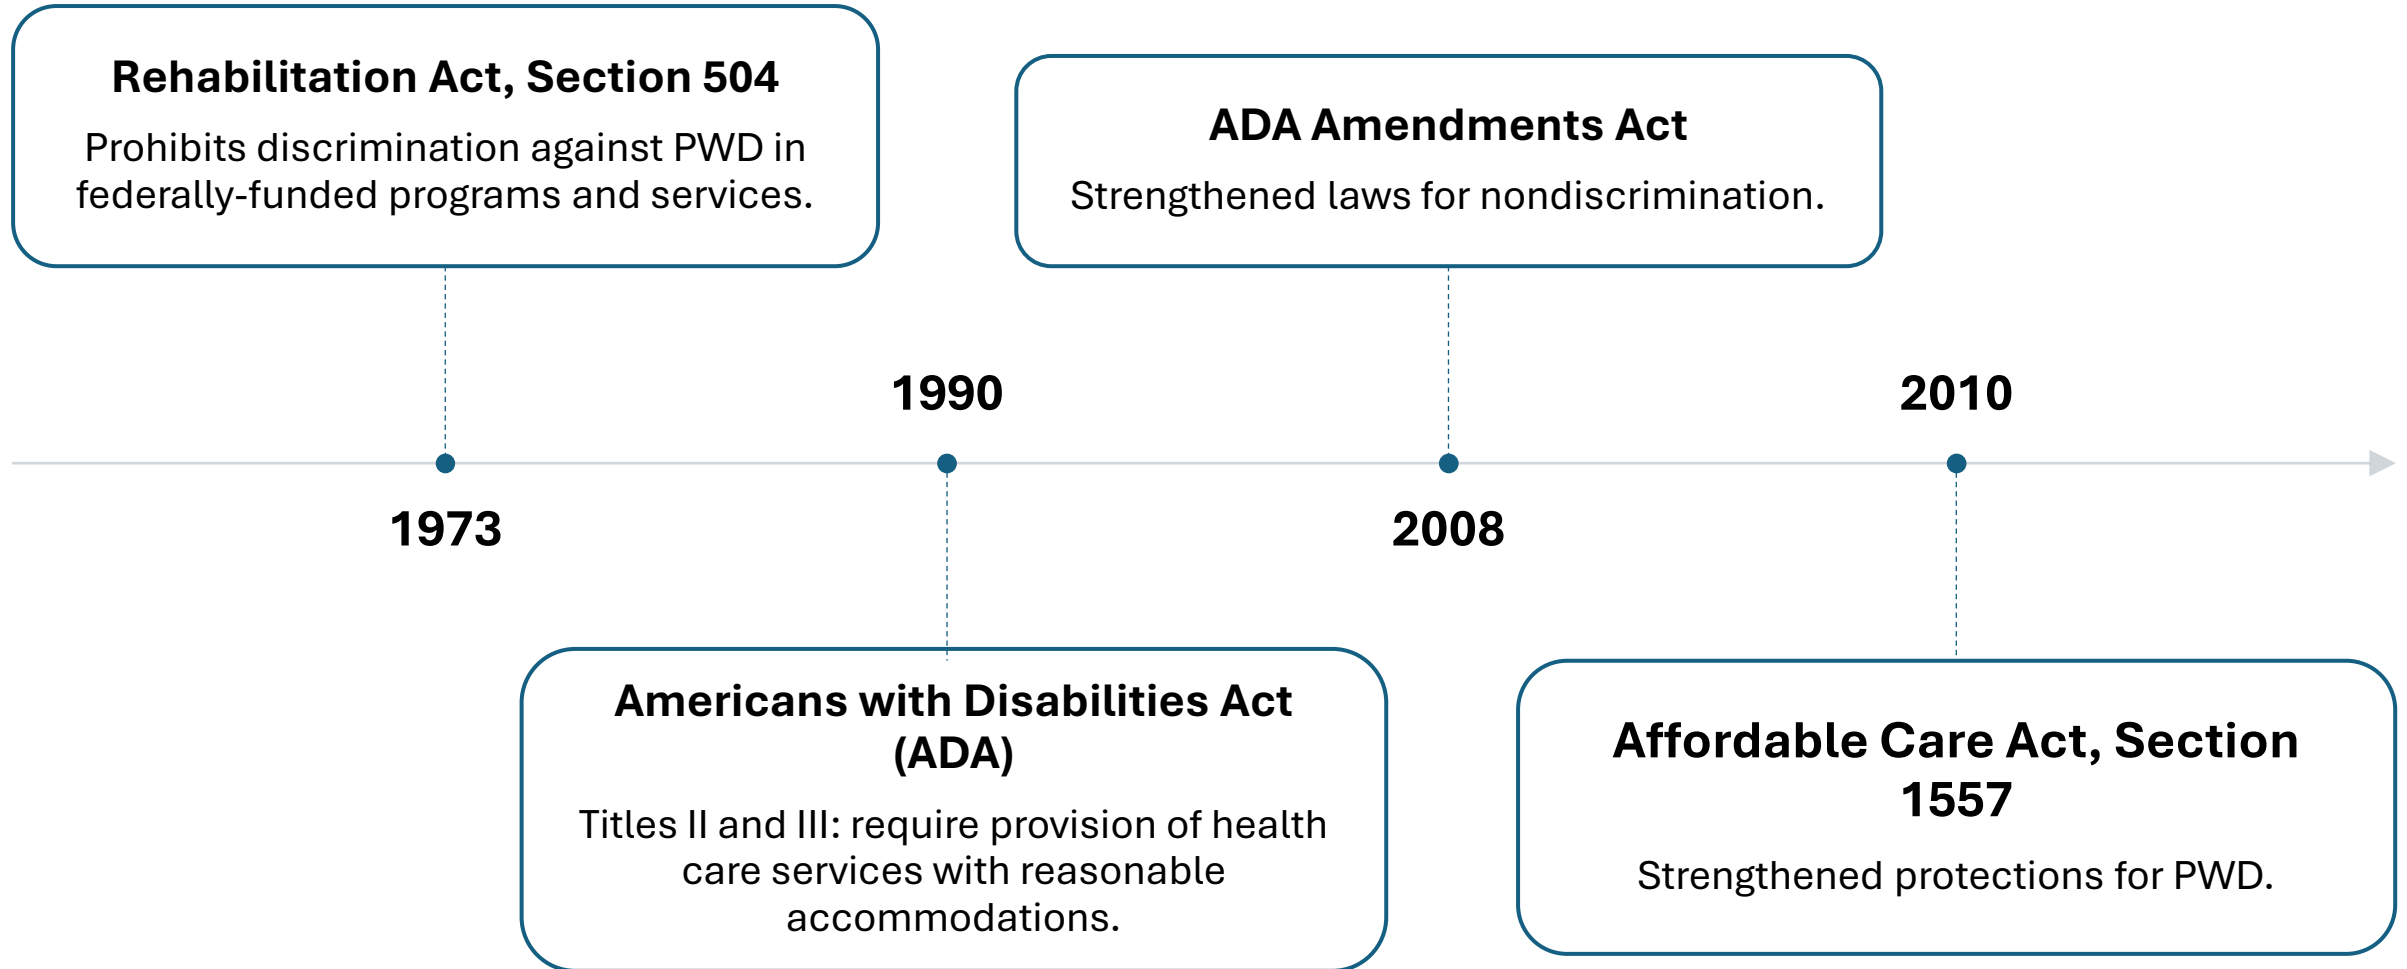 Rehabilitation Act, Section 504
Prohibits discrimination against PWD in
federally-funded programs and services.
1973
1990
Americans with Disabilities Act
(ADA)
Titles II and III: require provision of health
care services with reasonable
accommodations.
ADA Amendments Act
Strengthened laws for nondiscrimination.
2008
2010
Affordable Care Act, Section
1557
Strengthened protections for PWD.